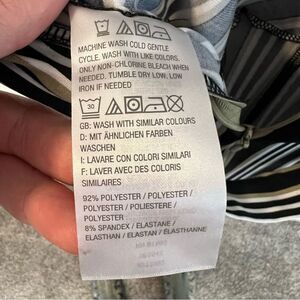 MACHINE WASH COLD GENTLE
CYCLE. WASH WITH LIKE COLORS.
ONLY NON-CHLORINE BLEACH WHEN
NEEDED. TUMBLE DRY LOW. LOW
IRON IF NEEDED
30
GB: WASH WITH SIMILAR COLOURS
D: MIT ÄHNLICHEN FARBEN
WASCHEN
I: LAVARE CON COLORI SIMILARI
F: LAVER AVEC DES COLORIS
SIMILAIRES
92% POLYESTER / POLYESTER /
POLYESTER / POLYESTER /
POLYESTER
8% SPANDEX / ELASTANE /
ELASTHAN / ELASTAN / ELASTHANNE